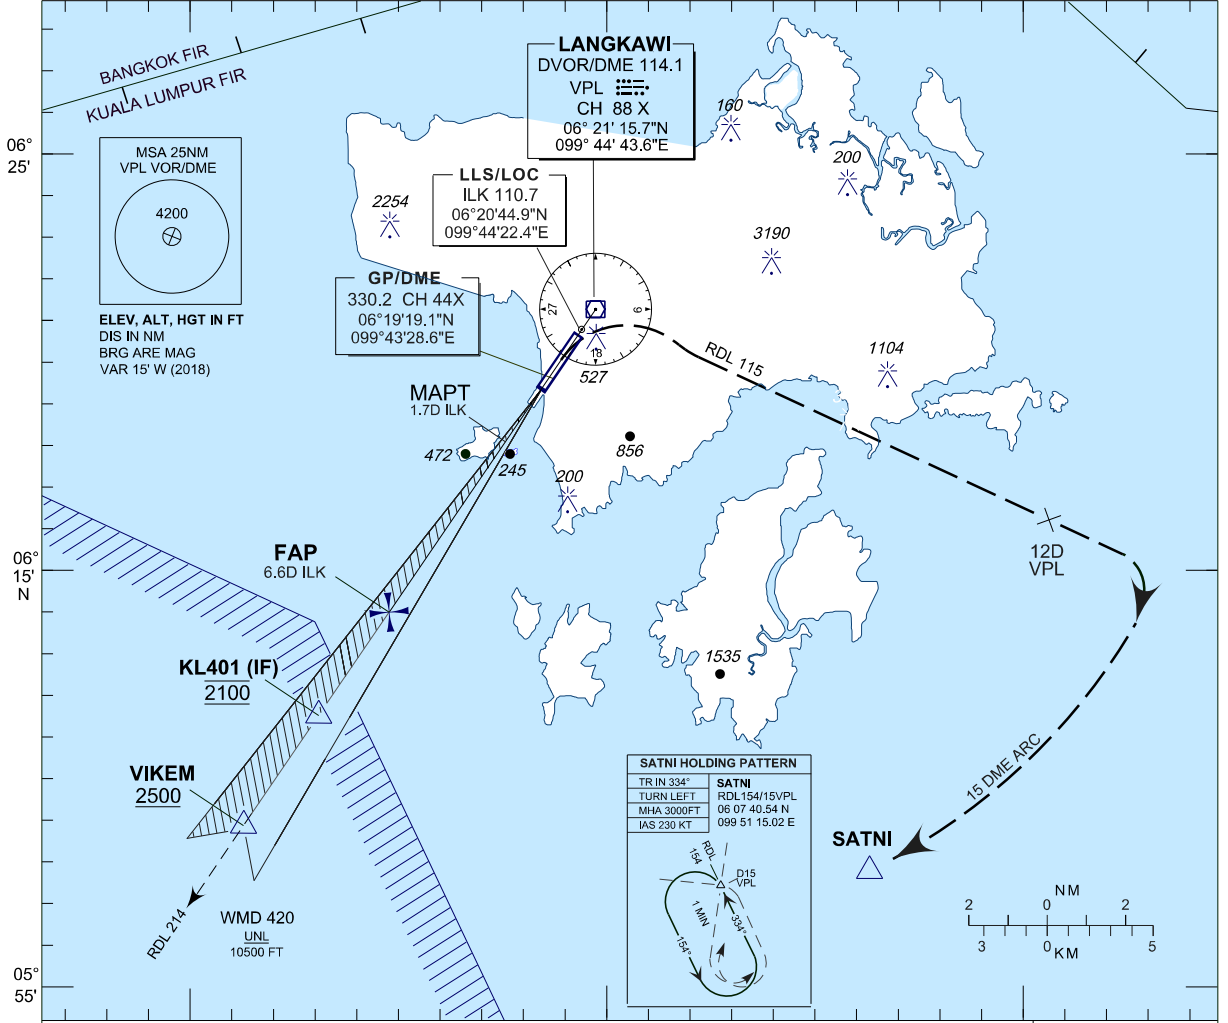 BANGKOK FIR
KUALA LUMPUR FIR
06°
25'
MSA 25NM
VPL VOR/DME
4200
ELEV, ALT, HGT IN FT
DIS IN NM
BRG ARE MAG
VAR 15' W (2018)
LANGKAWI
DVOR/DME 114.1
VPL
CH 88 X
06° 21' 15.7"N
099° 44' 43.6"E
LLS/LOC
ILK 110.7
06°20'44.9"N
099°44'22.4"E
GP/DME
330.2 CH 44X
06°19'19.1"N
099°43'28.6"E
2254
160
200
3190
1104
27
9
18
527
RDL 115
MAPT
1.7D ILK
472
245
856
200
06°
15'
N
FAP
6.6D ILK
12D
VPL
KL401 (IF)
2100
1535
VIKEM
2500
15 DME ARC
SATNI
SATNI HOLDING PATTERN
TR IN 334°
TURN LEFT
MHA 3000FT
IAS 230 KT
SATNI
RDL154/15VPL
06 07 40.54 N
099 51 15.02 E
RDL
154
D15
VPL
1 MIN
334°
154°
RDL 214
WMD 420
UNL
10500 FT
NM
2 0 2
3 0 5
KM
05°
55'